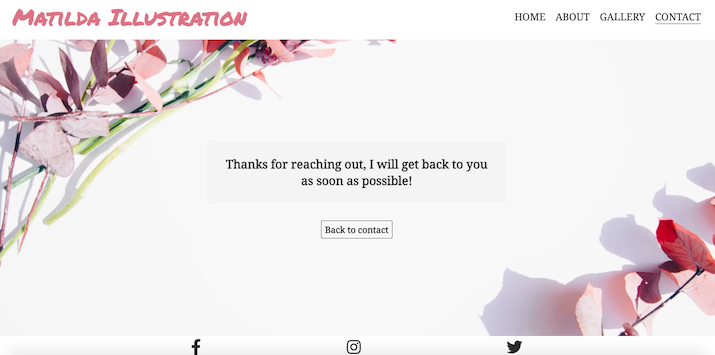 Matilda Illustration
HOME ABOUT GALLERY CONTACT
Thanks for reaching out, I will get back to you
as soon as possible!
Back to contact